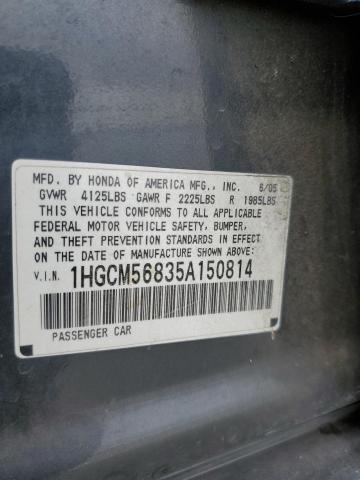 MFD. BY HONDA OF AMERICA MFG., INC. 6/05
GVWR 4125LBS GAWR F 2225LBS R 1985LBS
THIS VEHICLE CONFORMS TO ALL APPLICABLE
FEDERAL MOTOR VEHICLE SAFETY, BUMPER,
AND THEFT PREVENTION STANDARDS IN EFFECT
ON THE DATE OF MANUFACTURE SHOWN ABOVE:
V.I.N 1HGCM56835A150814
PASSENGER CAR